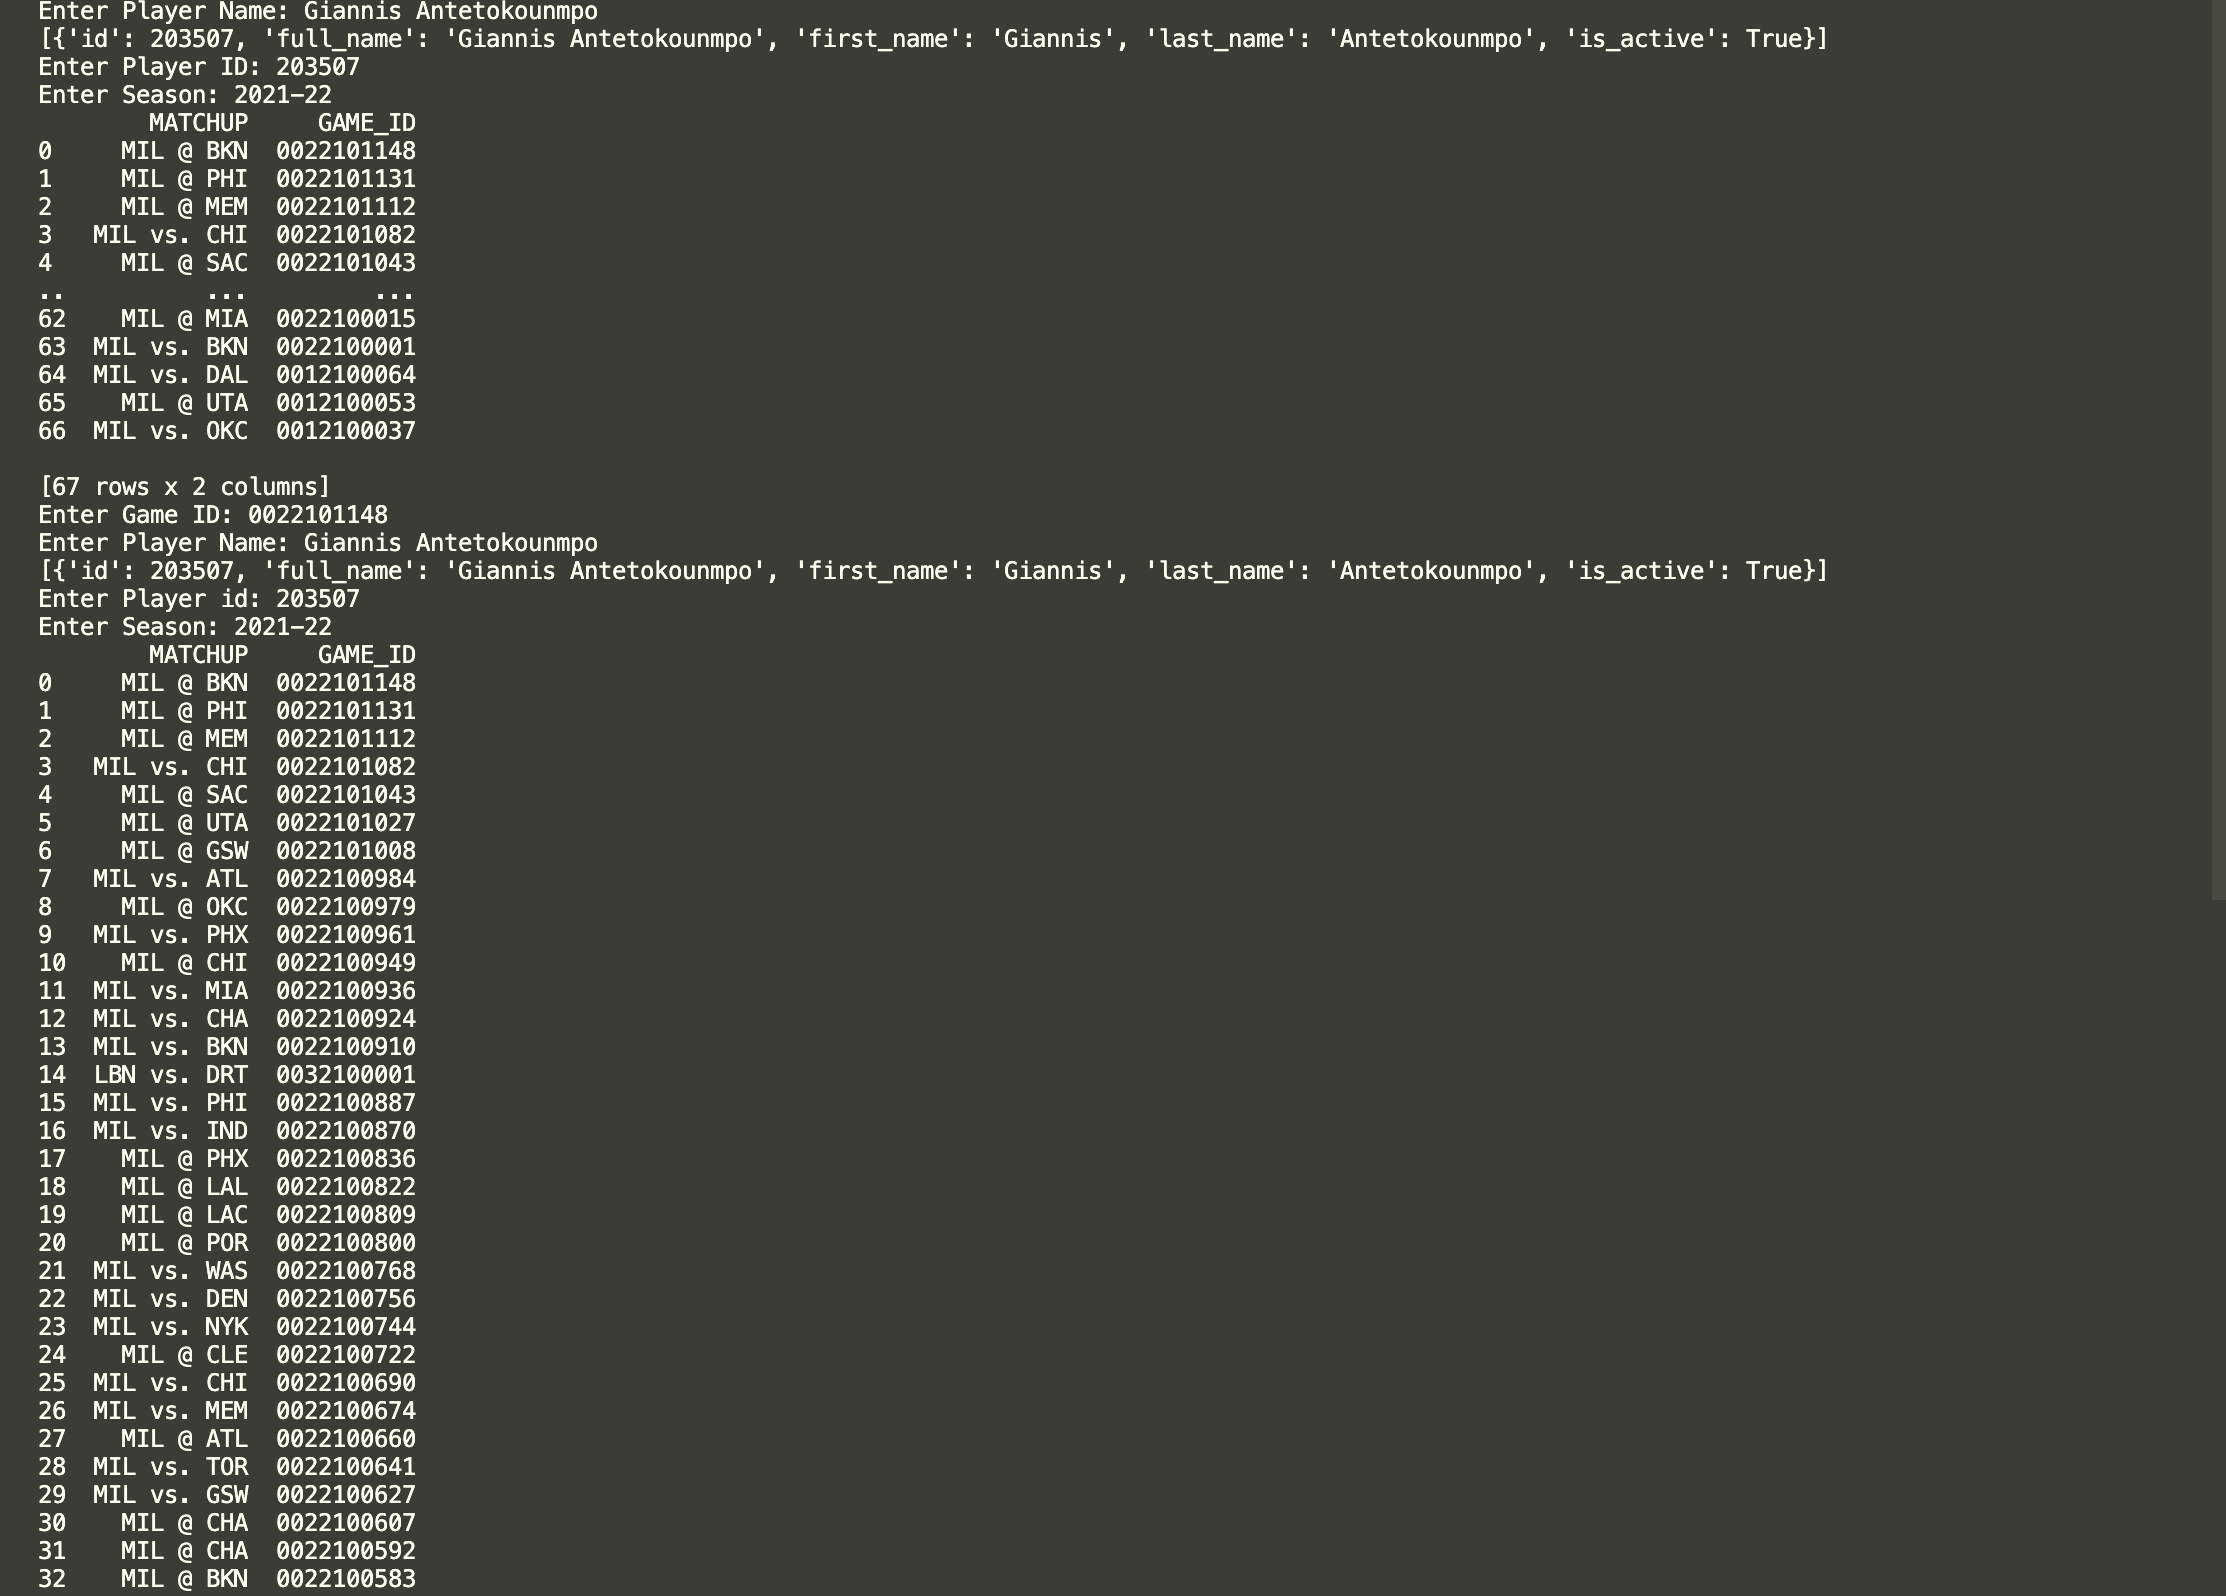 Enter Player Name: Giannis Antetokounmpo
[{'id': 203507, 'full_name': 'Giannis Antetokounmpo', 'first_name': 'Giannis', 'last_name': 'Antetokounmpo', 'is_active': True}]
Enter Player ID: 203507
Enter Season: 2021-22
        MATCHUP     GAME_ID
0     MIL @ BKN  0022101148
1     MIL @ PHI  0022101131
2     MIL @ MEM  0022101112
3   MIL vs. CHI  0022101082
4     MIL @ SAC  0022101043
..          ...         ...
62    MIL @ MIA  0022100015
63  MIL vs. BKN  0022100001
64  MIL vs. DAL  0012100064
65    MIL @ UTA  0012100053
66  MIL vs. OKC  0012100037

[67 rows x 2 columns]
Enter Game ID: 0022101148
Enter Player Name: Giannis Antetokounmpo
[{'id': 203507, 'full_name': 'Giannis Antetokounmpo', 'first_name': 'Giannis', 'last_name': 'Antetokounmpo', 'is_active': True}]
Enter Player id: 203507
Enter Season: 2021-22
        MATCHUP     GAME_ID
0     MIL @ BKN  0022101148
1     MIL @ PHI  0022101131
2     MIL @ MEM  0022101112
3   MIL vs. CHI  0022101082
4     MIL @ SAC  0022101043
5     MIL @ UTA  0022101027
6     MIL @ GSW  0022101008
7   MIL vs. ATL  0022100984
8     MIL @ OKC  0022100979
9   MIL vs. PHX  0022100961
10    MIL @ CHI  0022100949
11  MIL vs. MIA  0022100936
12  MIL vs. CHA  0022100924
13  MIL vs. BKN  0022100910
14  LBN vs. DRT  0032100001
15  MIL vs. PHI  0022100887
16  MIL vs. IND  0022100870
17    MIL @ PHX  0022100836
18    MIL @ LAL  0022100822
19    MIL @ LAC  0022100809
20    MIL @ POR  0022100800
21  MIL vs. WAS  0022100768
22  MIL vs. DEN  0022100756
23  MIL vs. NYK  0022100744
24    MIL @ CLE  0022100722
25  MIL vs. CHI  0022100690
26  MIL vs. MEM  0022100674
27    MIL @ ATL  0022100660
28  MIL vs. TOR  0022100641
29  MIL vs. GSW  0022100627
30    MIL @ CHA  0022100607
31    MIL @ CHA  0022100592
32    MIL @ BKN  0022100583